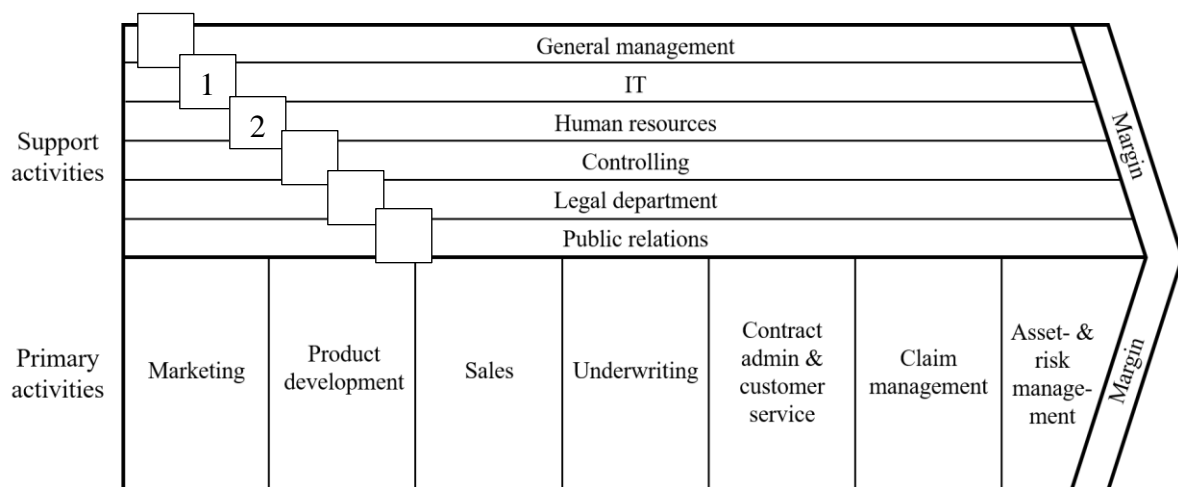 General management
1
IT
2
Human resources
Support
activities
Controlling
Legal department
Public relations
Margin
Primary
activities
Marketing
Product
development
Sales
Underwriting
Contract
admin &
customer
service
Claim
management
Asset- &
risk
manage-
ment
Margin